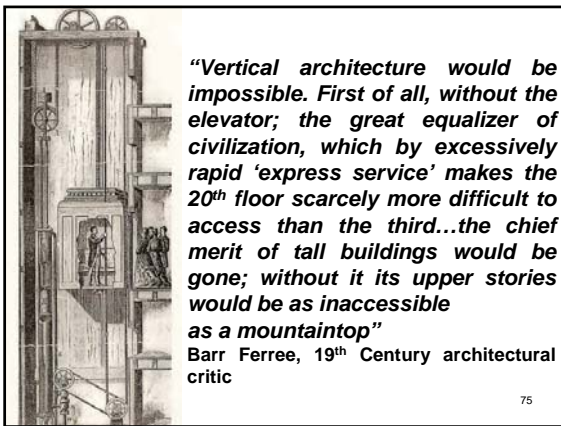 “Vertical architecture would be
impossible. First of all, without the
elevator; the great equalizer of
civilization, which by excessively
rapid ‘express service’ makes the
20th floor scarcely more difficult to
access than the third…the chief
merit of tall buildings would be
gone; without it its upper stories
would be as inaccessible
as a mountaintop”
Barr Ferree, 19th Century architectural
critic
75